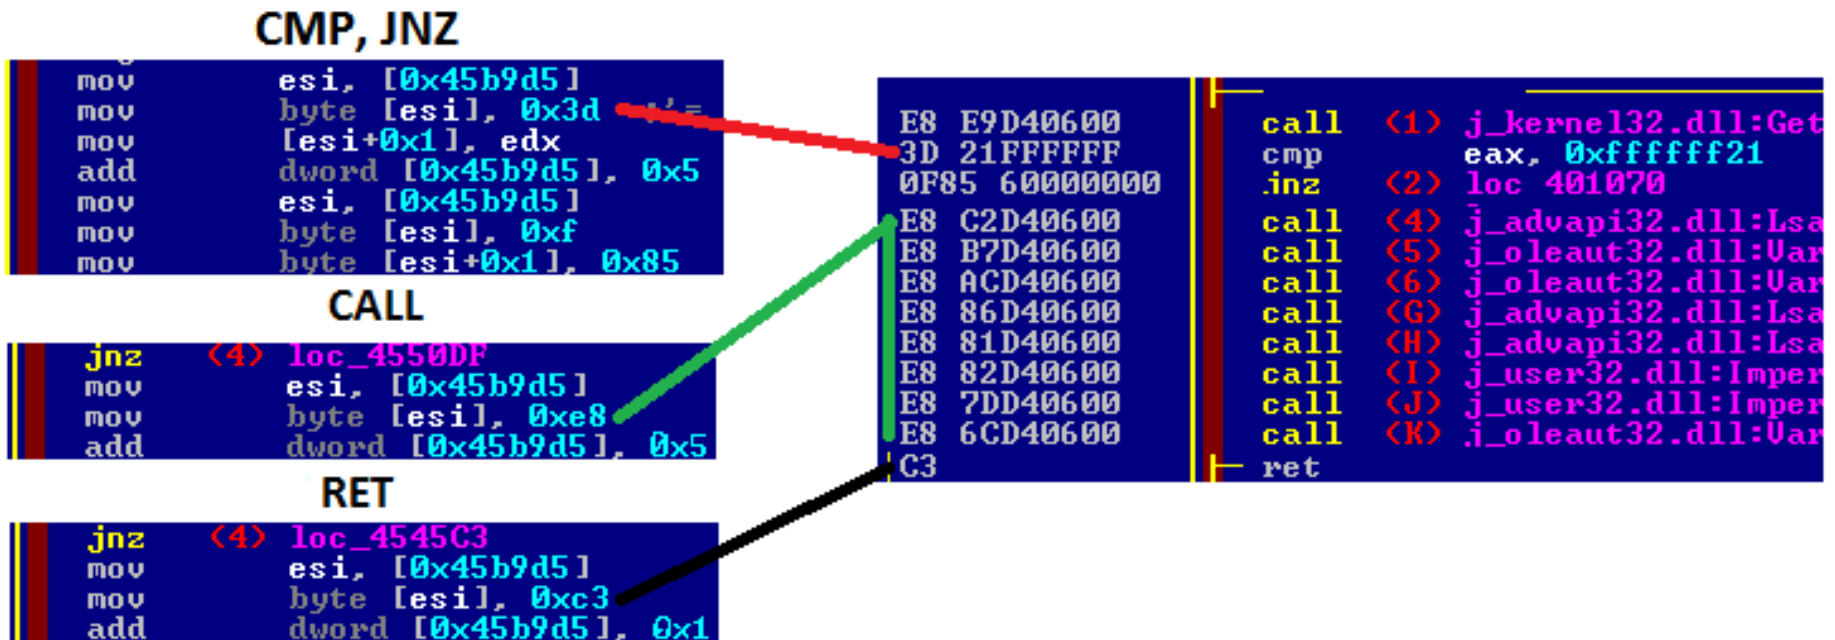 CMP, JNZ
mov esi, [0x45b9d5]
mov byte [esi], 0x3d ;'=
mov [esi+0x1], edx
add dword [0x45b9d5], 0x5
mov esi, [0x45b9d5]
mov byte [esi], 0xf
mov byte [esi+0x1], 0x85
CALL
jnz (4) loc_4550DF
mov esi, [0x45b9d5]
mov byte [esi], 0xe8
add dword [0x45b9d5], 0x5
RET
jnz (4) loc_4545C3
mov esi, [0x45b9d5]
mov byte [esi], 0xc3
add dword [0x45b9d5], 0x1
E8 E9D40600 call (1) j_kernel32.dll:Get
3D 21FFFFFF cmp eax, 0xffffff21
0F85 60000000 jnz (2) loc 401070
E8 C2D40600 call (4) j_advapi32.dll:Lsa
E8 B7D40600 call (5) j_oleaut32.dll:Var
E8 ACD40600 call (6) j_oleaut32.dll:Var
E8 86D40600 call (G) j_advapi32.dll:Lsa
E8 81D40600 call (H) j_advapi32.dll:Lsa
E8 82D40600 call (I) j_user32.dll:Imper
E8 7DD40600 call (J) j_user32.dll:Imper
E8 6CD40600 call (K) j_oleaut32.dll:Var
C3 ret